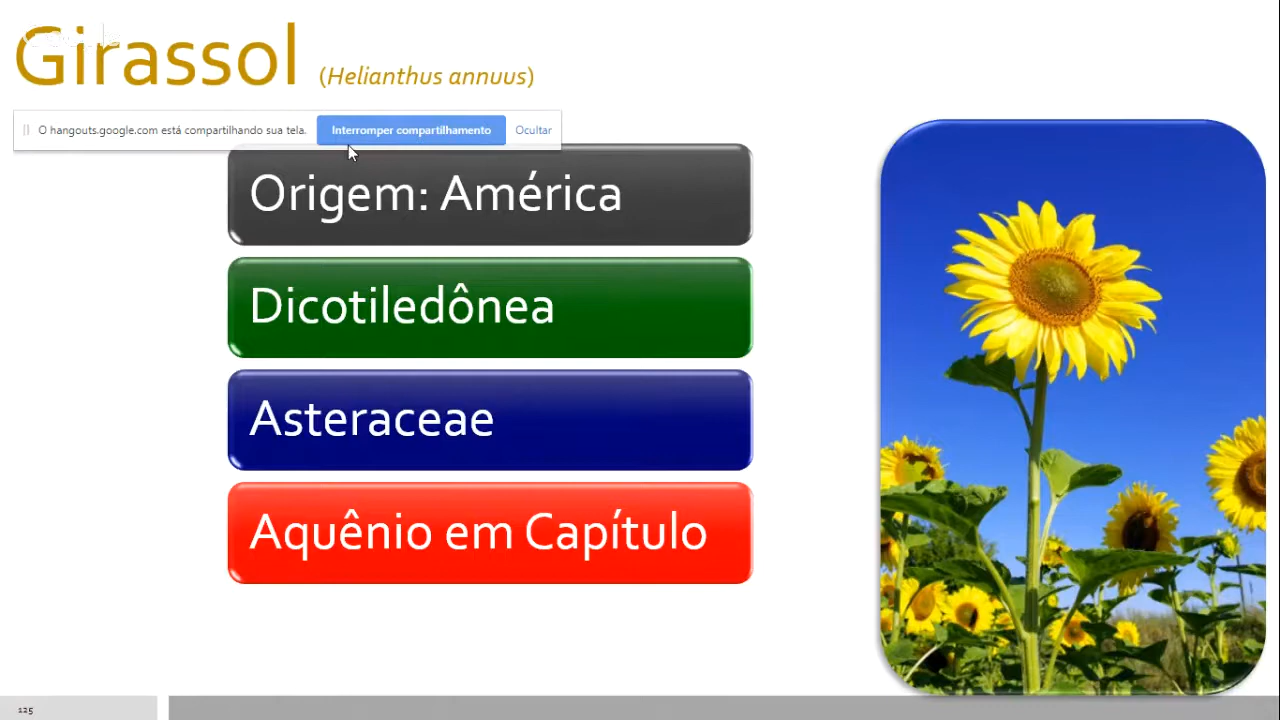 Girassol (Helianthus annuus)
O hangouts.google.com está compartilhando sua tela. Interromper compartilhamento Ocultar
Origem: América
Dicotiledônea
Asteraceae
Aquênio em Capítulo
125